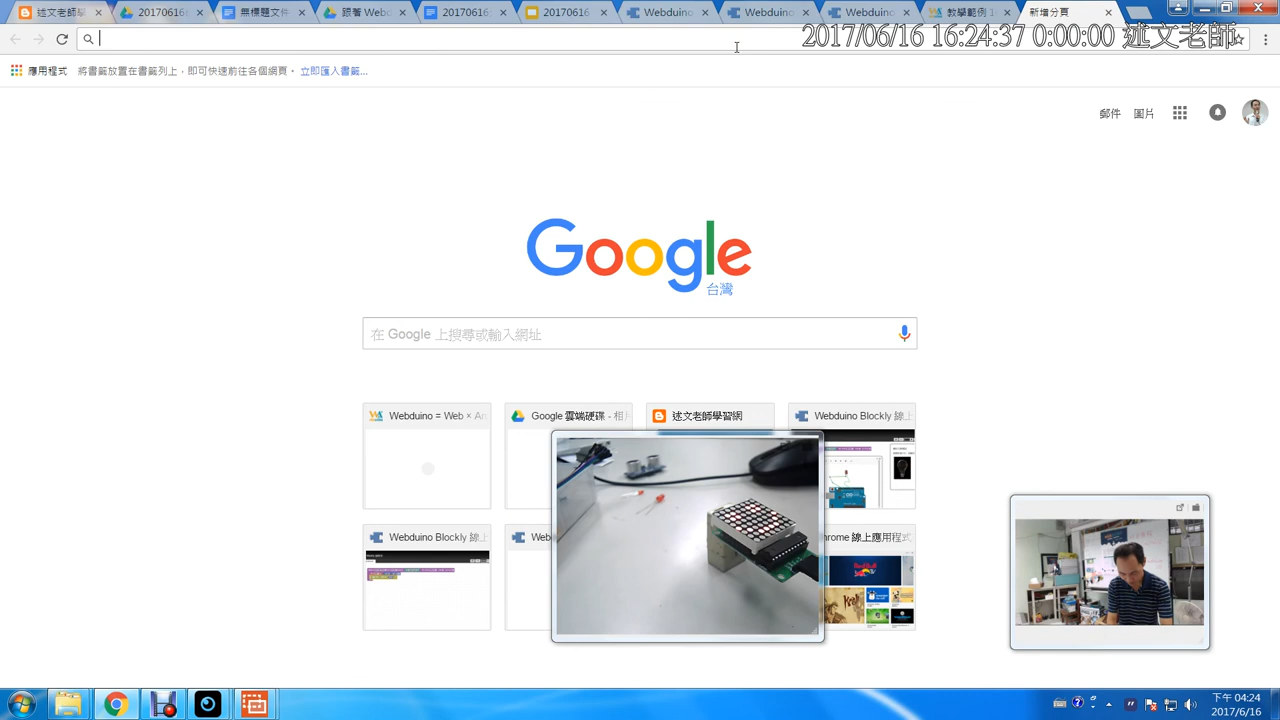 述文老師學
20170616
無標題文件
跟著 Webd
20170616
20170616
Webduino
Webduino
Webduino
教學範例 1
新增分頁
2017/06/16 16:24:37 0:00:00 述文老師
應用程式
將書籤放置在書籤列上，即可快速前往各個網頁。
立即匯入書籤...
郵件
圖片
Google
台灣
在 Google 上搜尋或輸入網址
Webduino = Web × Ar
Google 雲端硬碟 - 相片
述文老師學習網
Webduino Blockly 線上
Webduino Blockly 線上
Web
hrome 線上應用程式
下午 04:24
2017/6/16